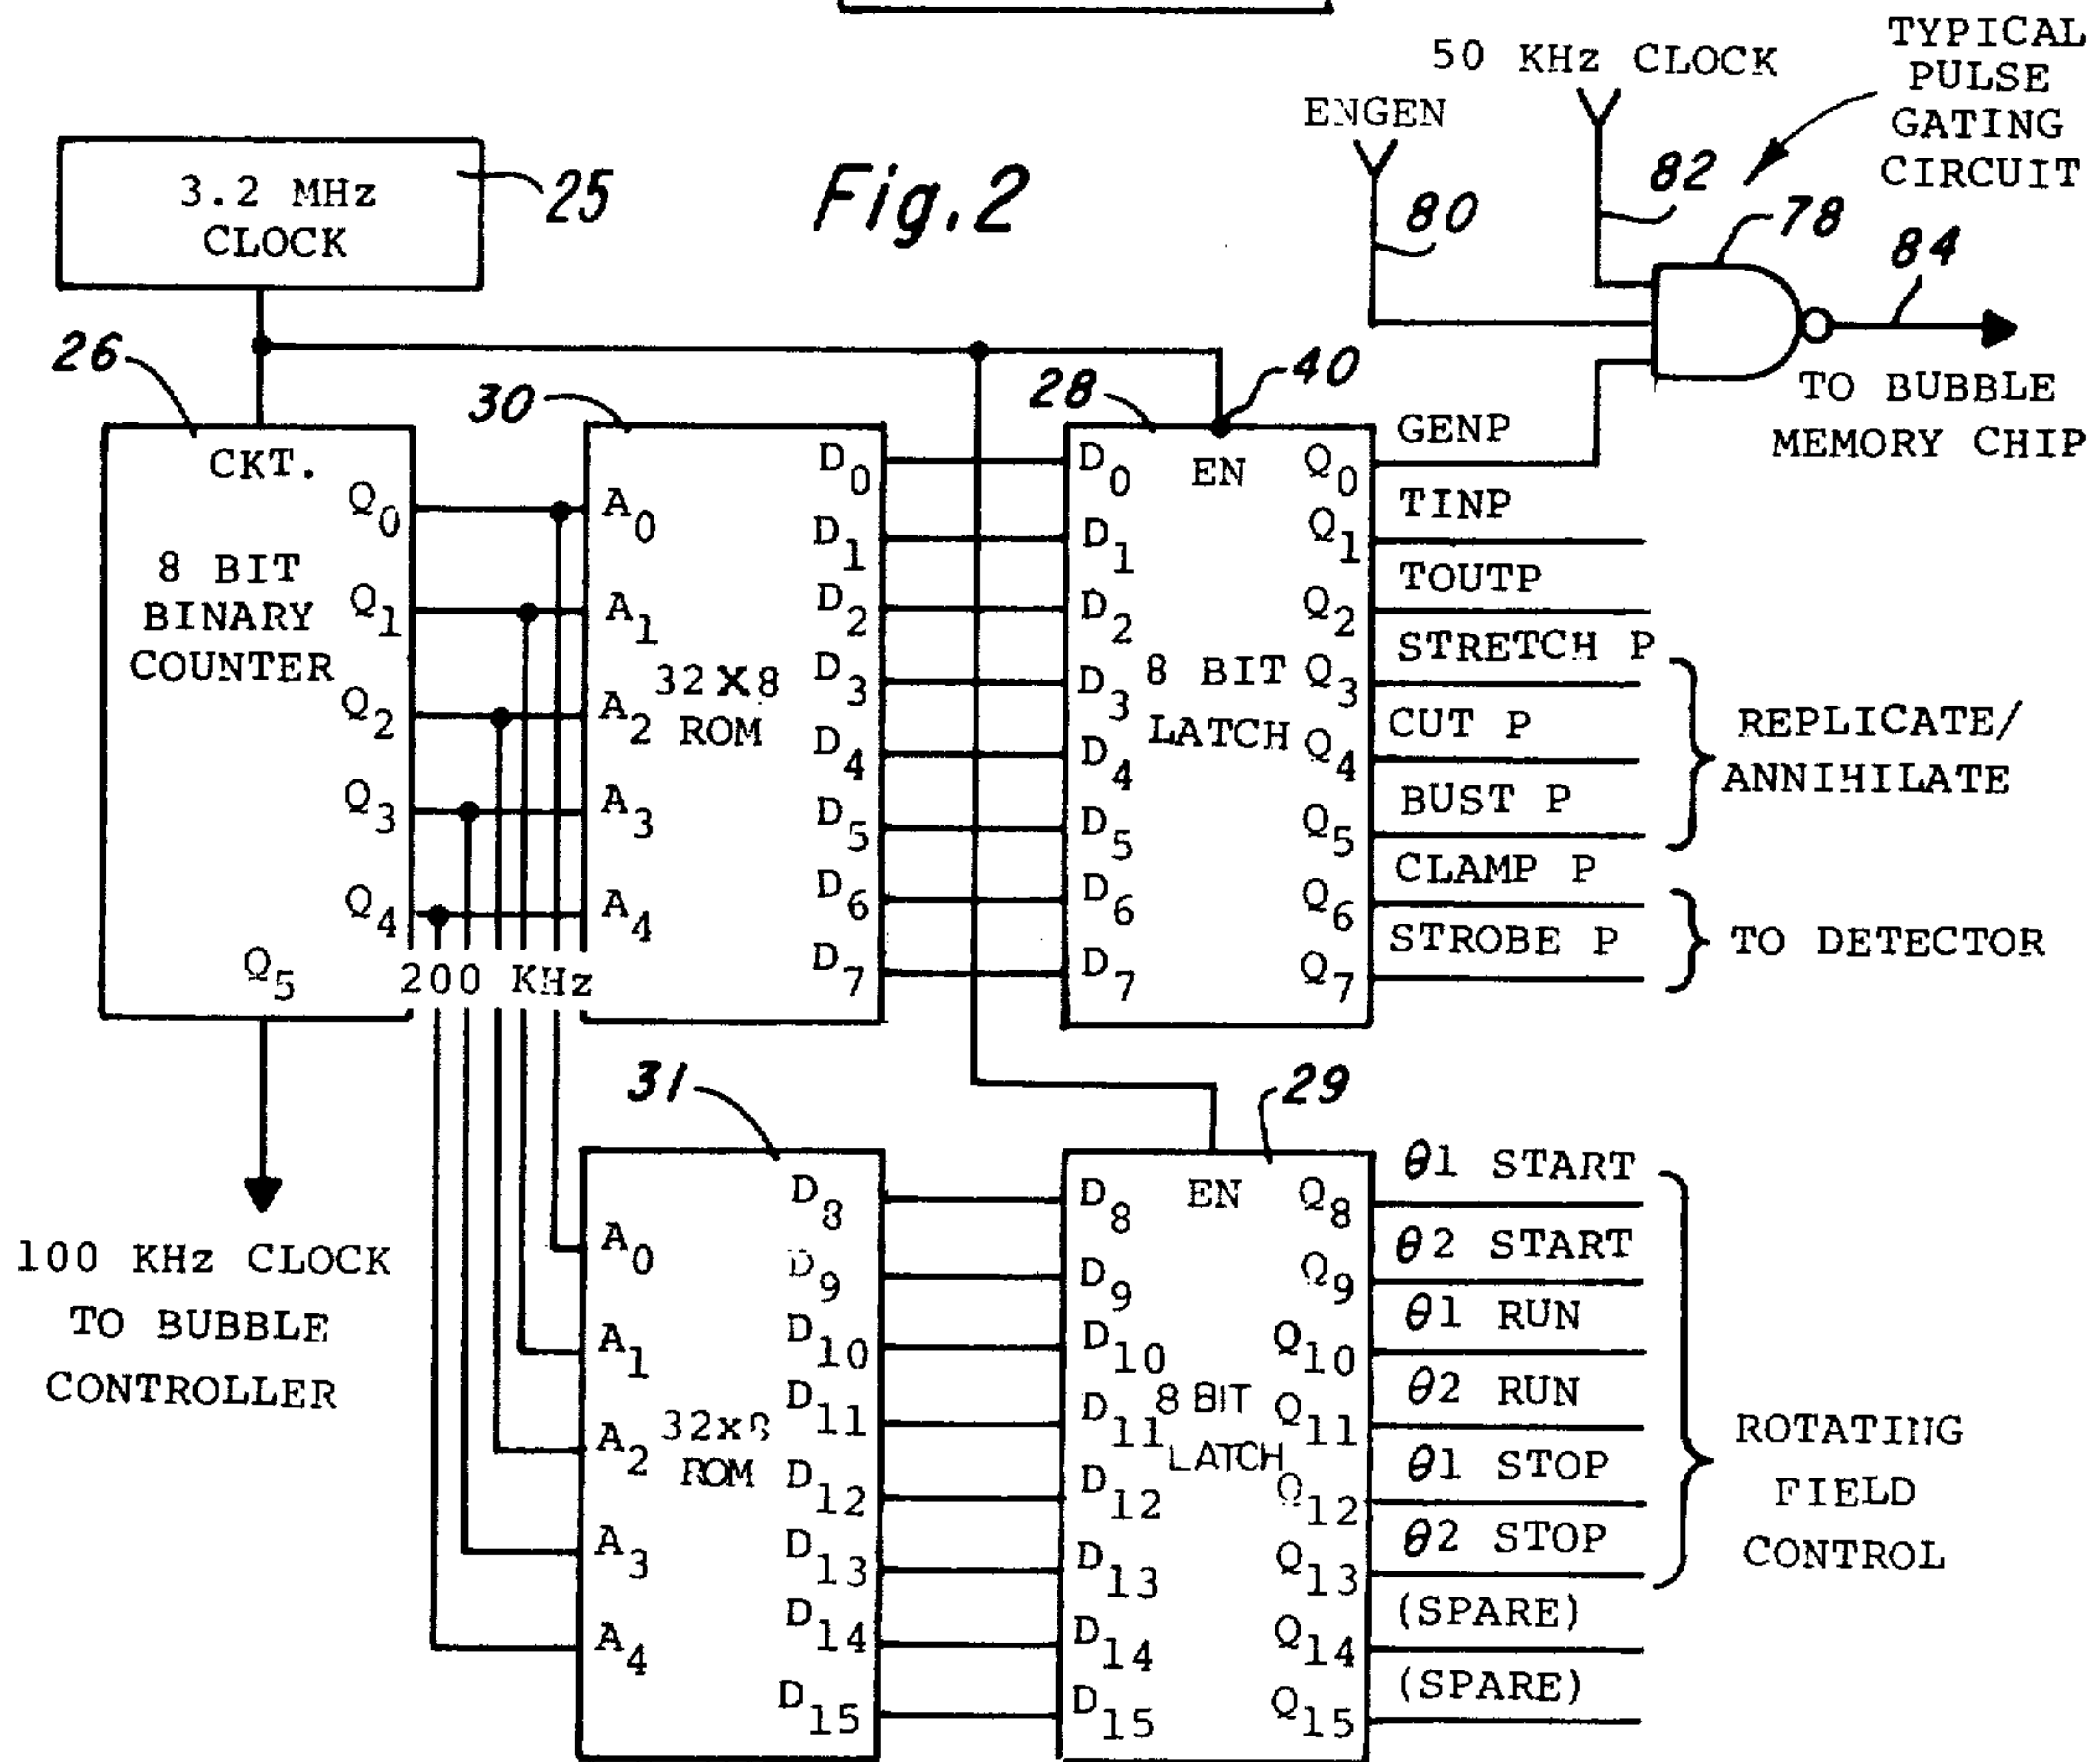 TYPICAL
PULSE
GATING
CIRCUIT
50 KHz CLOCK
ENGEN
82
80
78
84
3.2 MHz
CLOCK
25
Fig.2
TO BUBBLE
MEMORY CHIP
26
30
28
40
CKT.
8 BIT
BINARY
COUNTER
Q0
Q1
Q2
Q3
Q4
Q5
200 KHz
A0
A1
A2
A3
A4
32X8
ROM
D0
D1
D2
D3
D4
D5
D6
D7
D0
D1
D2
D3
D4
D5
D6
D7
EN
8 BIT
LATCH
Q0
Q1
Q2
Q3
Q4
Q5
Q6
Q7
GENP
TINP
TOUTP
STRETCH P
CUT P
BUST P
CLAMP P
STROBE P
REPLICATE/
ANNIHILATE
TO DETECTOR
100 KHz CLOCK
TO BUBBLE
CONTROLLER
31
29
A0
A1
A2
A3
A4
32x8
ROM
D8
D9
D10
D11
D12
D13
D14
D15
D8
D9
D10
D11
D12
D13
D14
D15
EN
8 BIT
LATCH
Q8
Q9
Q10
Q11
Q12
Q13
Q14
Q15
θ1 START
θ2 START
θ1 RUN
θ2 RUN
θ1 STOP
θ2 STOP
(SPARE)
(SPARE)
ROTATING
FIELD
CONTROL